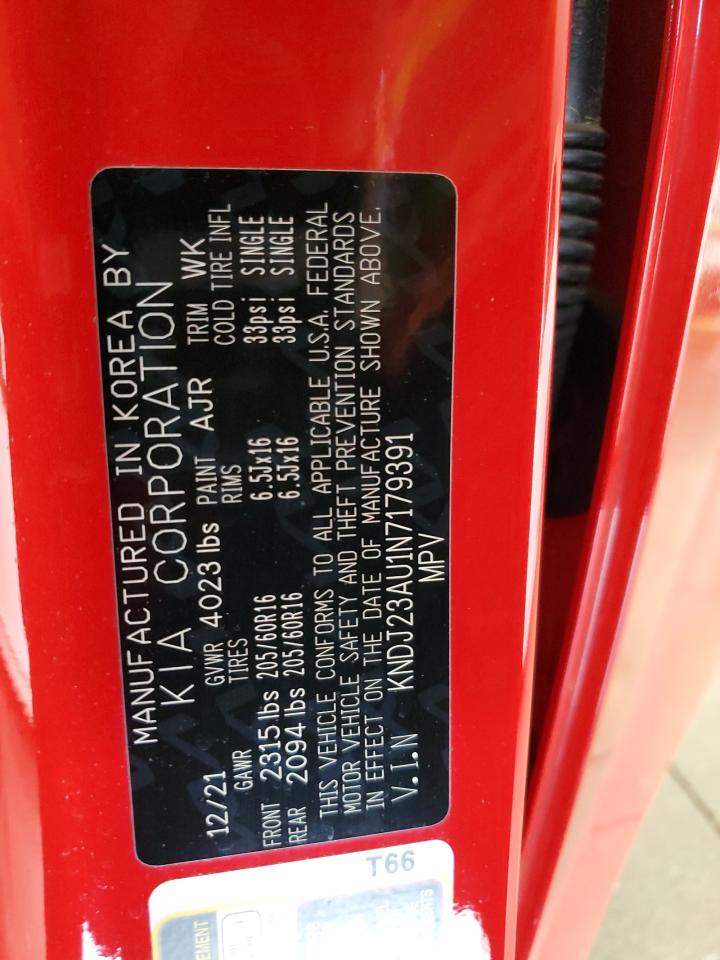 MANUFACTURED IN KOREA BY
KIA CORPORATION
12/21 GVWR 4023 lbs PAINT AJR TRIM WK
GAWR TIRES RIMS COLD TIRE INFL
FRONT 2315 lbs 205/60R16 6.5Jx16 33psi SINGLE
REAR 2094 lbs 205/60R16 6.5Jx16 33psi SINGLE
THIS VEHICLE CONFORMS TO ALL APPLICABLE U.S.A. FEDERAL
MOTOR VEHICLE SAFETY AND THEFT PREVENTION STANDARDS
IN EFFECT ON THE DATE OF MANUFACTURE SHOWN ABOVE.
V.I.N KNDJ23AU1N7179391
MPV
T66